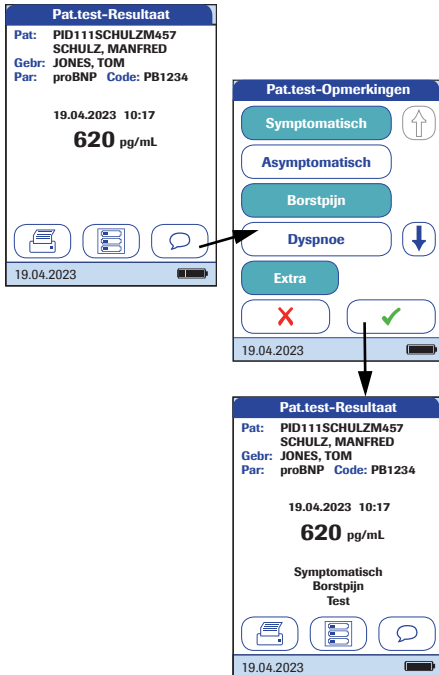 Pat.test-Resultaat
Pat: PID111SCHULZM457
SCHULZ, MANFRED
Gebr: JONES, TOM
Par: proBNP Code: PB1234
19.04.2023 10:17
620 pg/mL
19.04.2023
Pat.test-Opmerkingen
Symptomatisch
Asymptomatisch
Borstpijn
Dyspnoe
Extra
19.04.2023
Pat.test-Resultaat
Pat: PID111SCHULZM457
SCHULZ, MANFRED
Gebr: JONES, TOM
Par: proBNP Code: PB1234
19.04.2023 10:17
620 pg/mL
Symptomatisch
Borstpijn
Test
19.04.2023